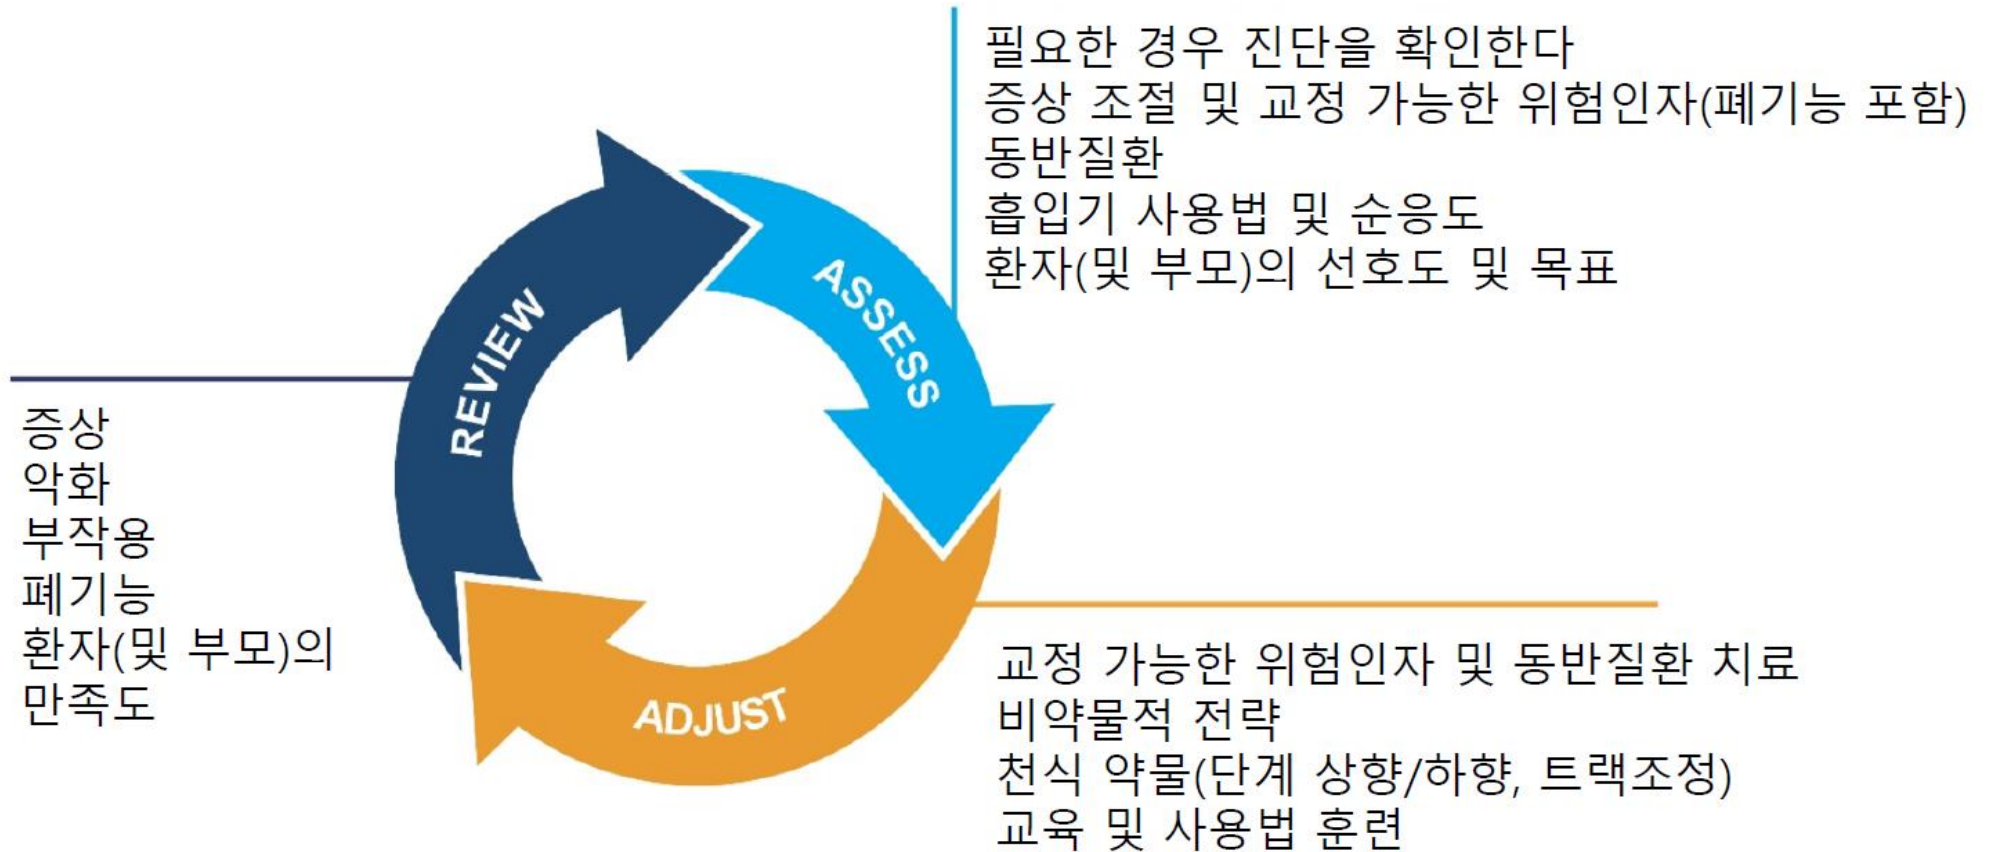 필요한 경우 진단을 확인한다
증상 조절 및 교정 가능한 위험인자(폐기능 포함)
동반질환
흡입기 사용법 및 순응도
환자(및 부모)의 선호도 및 목표
ASSESS
REVIEW
증상
악화
부작용
폐기능
환자(및 부모)의
만족도
ADJUST
교정 가능한 위험인자 및 동반질환 치료
비약물적 전략
천식 약물(단계 상향/하향, 트랙조정)
교육 및 사용법 훈련